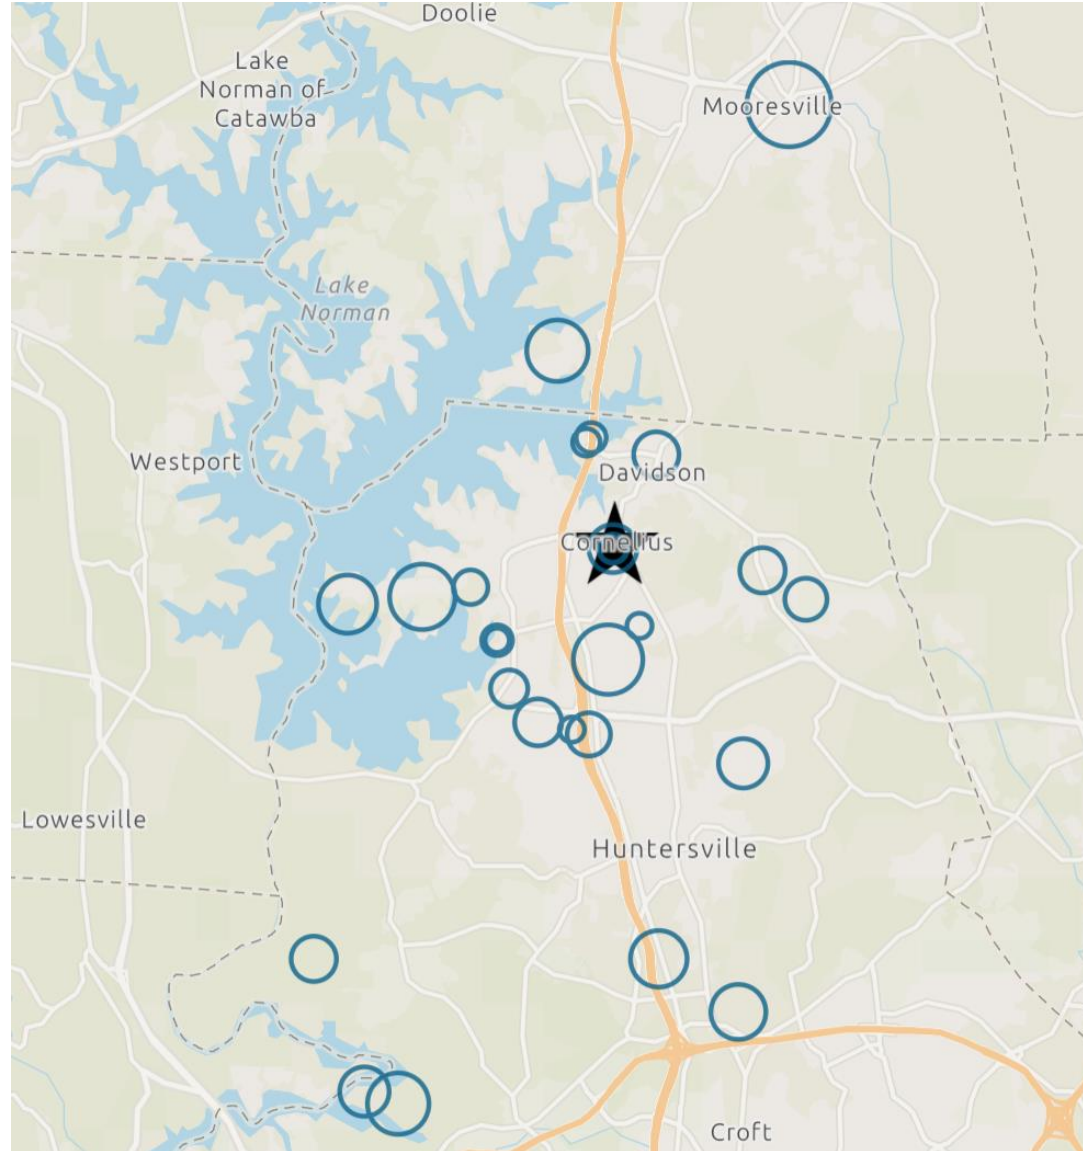 Doolie
Lake
Norman of
Catawba
Mooresville
Lake
Norman
Westport
Davidson
Cornelius
Lowesville
Huntersville
Croft